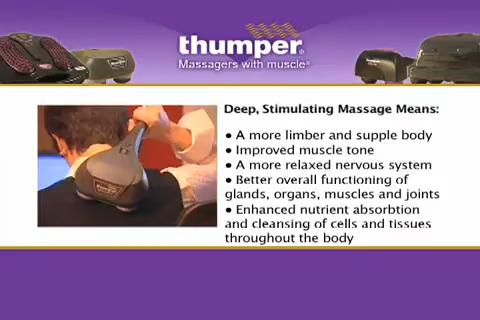 thumper®
Massagers with muscle®
Deep, Stimulating Massage Means:
● A more limber and supple body
● Improved muscle tone
● A more relaxed nervous system
● Better overall functioning of
glands, organs, muscles and joints
● Enhanced nutrient absorbtion
and cleansing of cells and tissues
throughout the body